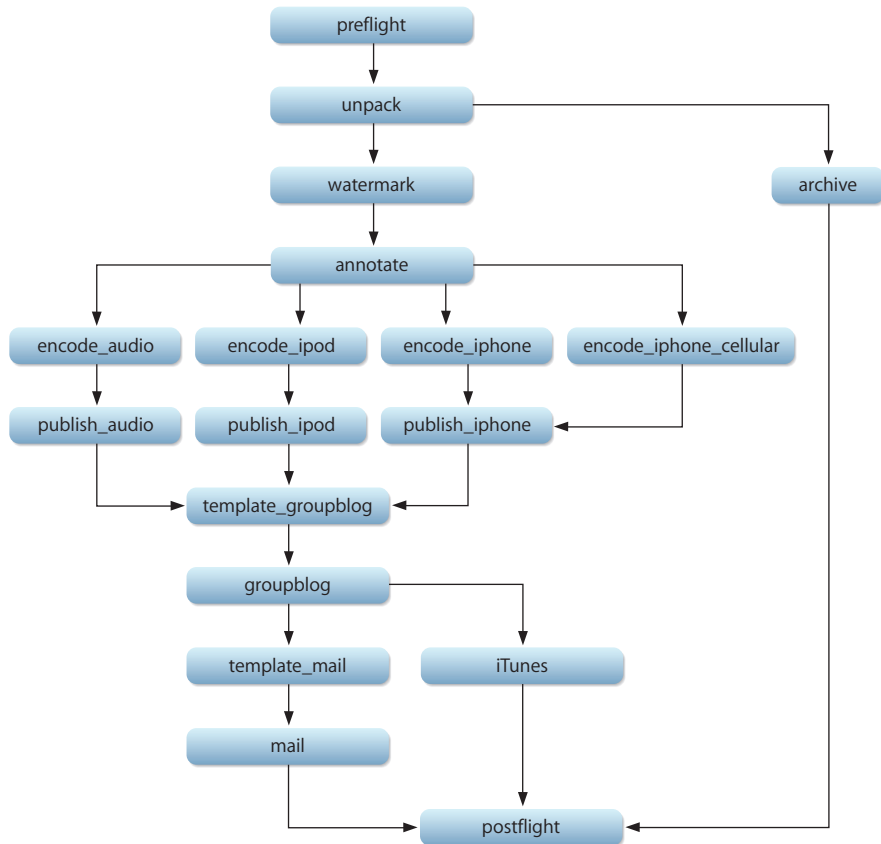 preflight
unpack
watermark
archive
annotate
encode_audio
encode_ipod
encode_iphone
encode_iphone_cellular
publish_audio
publish_ipod
publish_iphone
template_groupblog
groupblog
template_mail
iTunes
mail
postflight